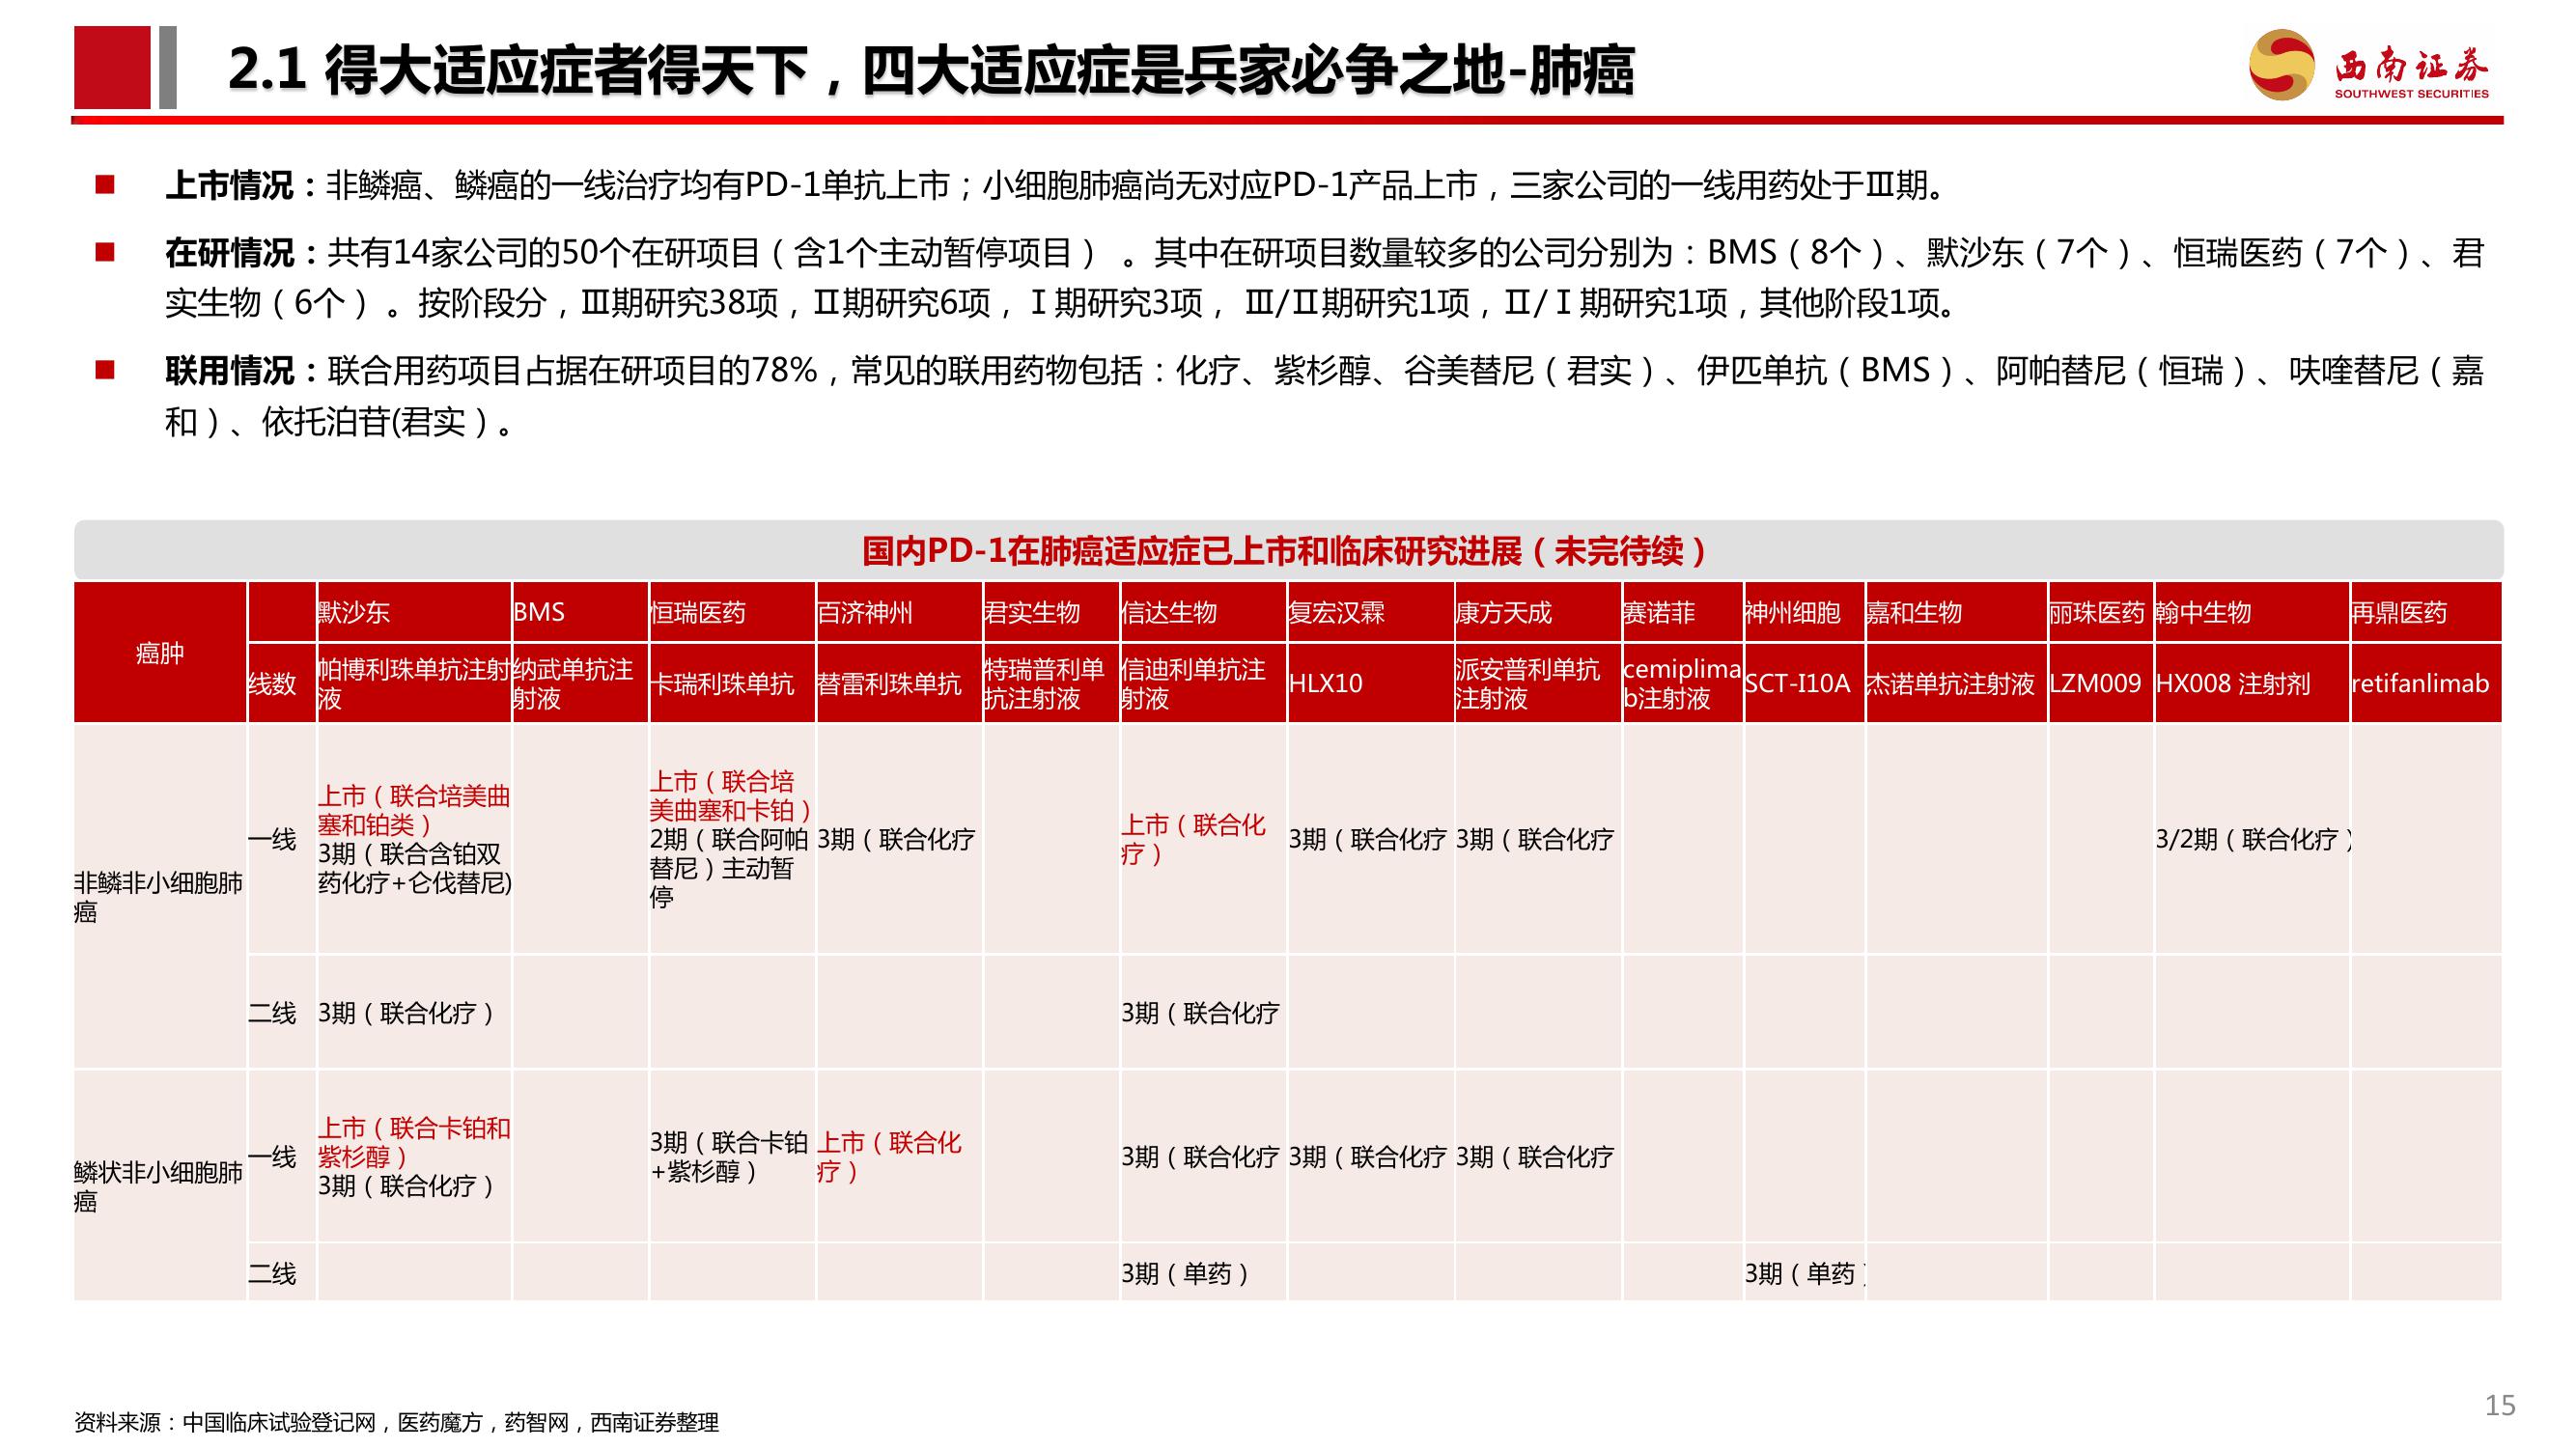 2.1 得大适应症者得天下，四大适应症是兵家必争之地-肺癌
西南证券
SOUTHWEST SECURITIES
上市情况：非鳞癌、鳞癌的一线治疗均有PD-1单抗上市；小细胞肺癌尚无对应PD-1产品上市，三家公司的一线用药处于Ⅲ期。
在研情况：共有14家公司的50个在研项目（含1个主动暂停项目）。其中在研项目数量较多的公司分别为：BMS（8个）、默沙东（7个）、恒瑞医药（7个）、君
实生物（6个）。按阶段分，Ⅲ期研究38项，Ⅱ期研究6项，Ⅰ期研究3项，Ⅲ/Ⅱ期研究1项，Ⅱ/Ⅰ期研究1项，其他阶段1项。
联用情况：联合用药项目占据在研项目的78%，常见的联用药物包括：化疗、紫杉醇、谷美替尼（君实）、伊匹单抗（BMS）、阿帕替尼（恒瑞）、呋喹替尼（嘉
和）、依托泊苷(君实）。
国内PD-1在肺癌适应症已上市和临床研究进展（未完待续）
癌肿
默沙东
BMS
恒瑞医药
百济神州
君实生物
信达生物
复宏汉霖
康方天成
赛诺菲
神州细胞
嘉和生物
丽珠医药
翰中生物
再鼎医药
线数
帕博利珠单抗注射
液
纳武单抗注
射液
卡瑞利珠单抗
替雷利珠单抗
特瑞普利单
抗注射液
信迪利单抗注
射液
HLX10
派安普利单抗
注射液
cemiplima
b注射液
SCT-I10A
杰诺单抗注射液
LZM009
HX008 注射剂
retifanlimab
非鳞非小细胞肺
癌
一线
上市（联合培美曲
塞和铂类）
3期（联合含铂双
药化疗+仑伐替尼)
上市（联合培
美曲塞和卡铂）
2期（联合阿帕
替尼）主动暂
停
3期（联合化疗
上市（联合化
疗）
3期（联合化疗
3期（联合化疗
3/2期（联合化疗）
二线
3期（联合化疗）
3期（联合化疗
鳞状非小细胞肺
癌
一线
上市（联合卡铂和
紫杉醇）
3期（联合化疗）
3期（联合卡铂
+紫杉醇）
上市（联合化
疗）
3期（联合化疗
3期（联合化疗
3期（联合化疗
二线
3期（单药）
3期（单药）
资料来源：中国临床试验登记网，医药魔方，药智网，西南证券整理
15